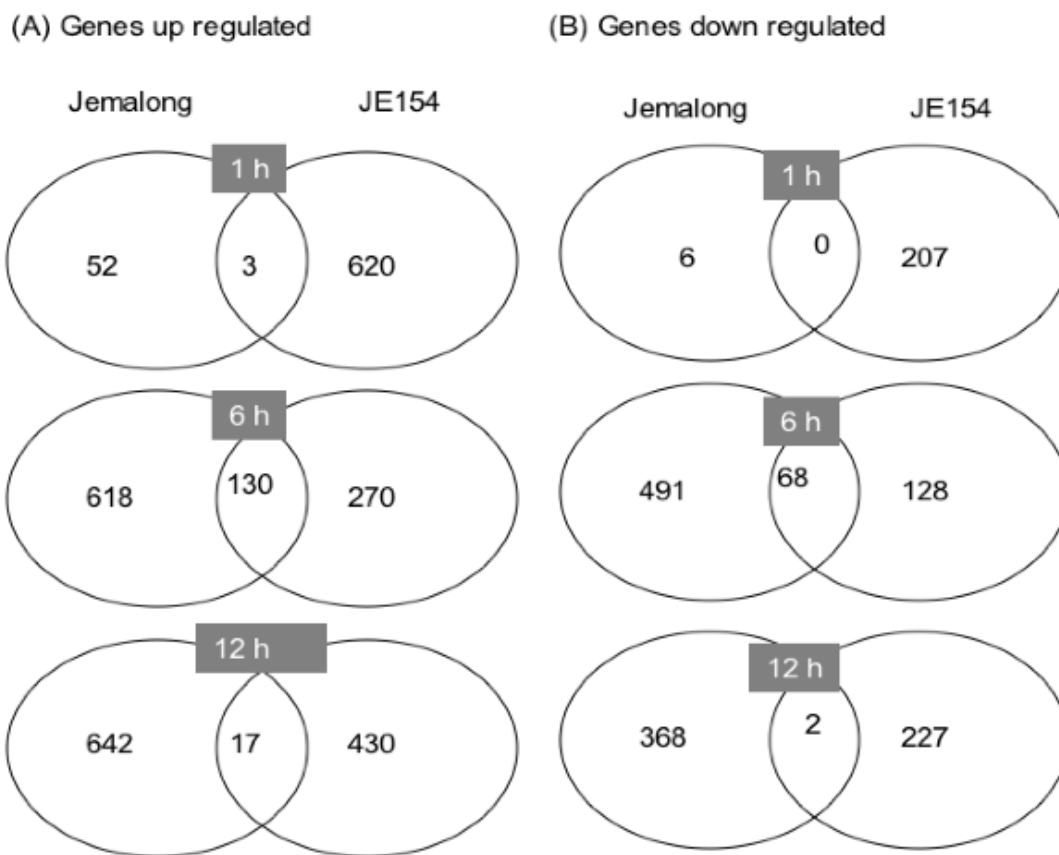 (A) Genes up regulated
Jemalong JE154
1 h
52 3 620
6 h
618 130 270
12 h
642 17 430
(B) Genes down regulated
Jemalong JE154
1 h
6 0 207
6 h
491 68 128
12 h
368 2 227